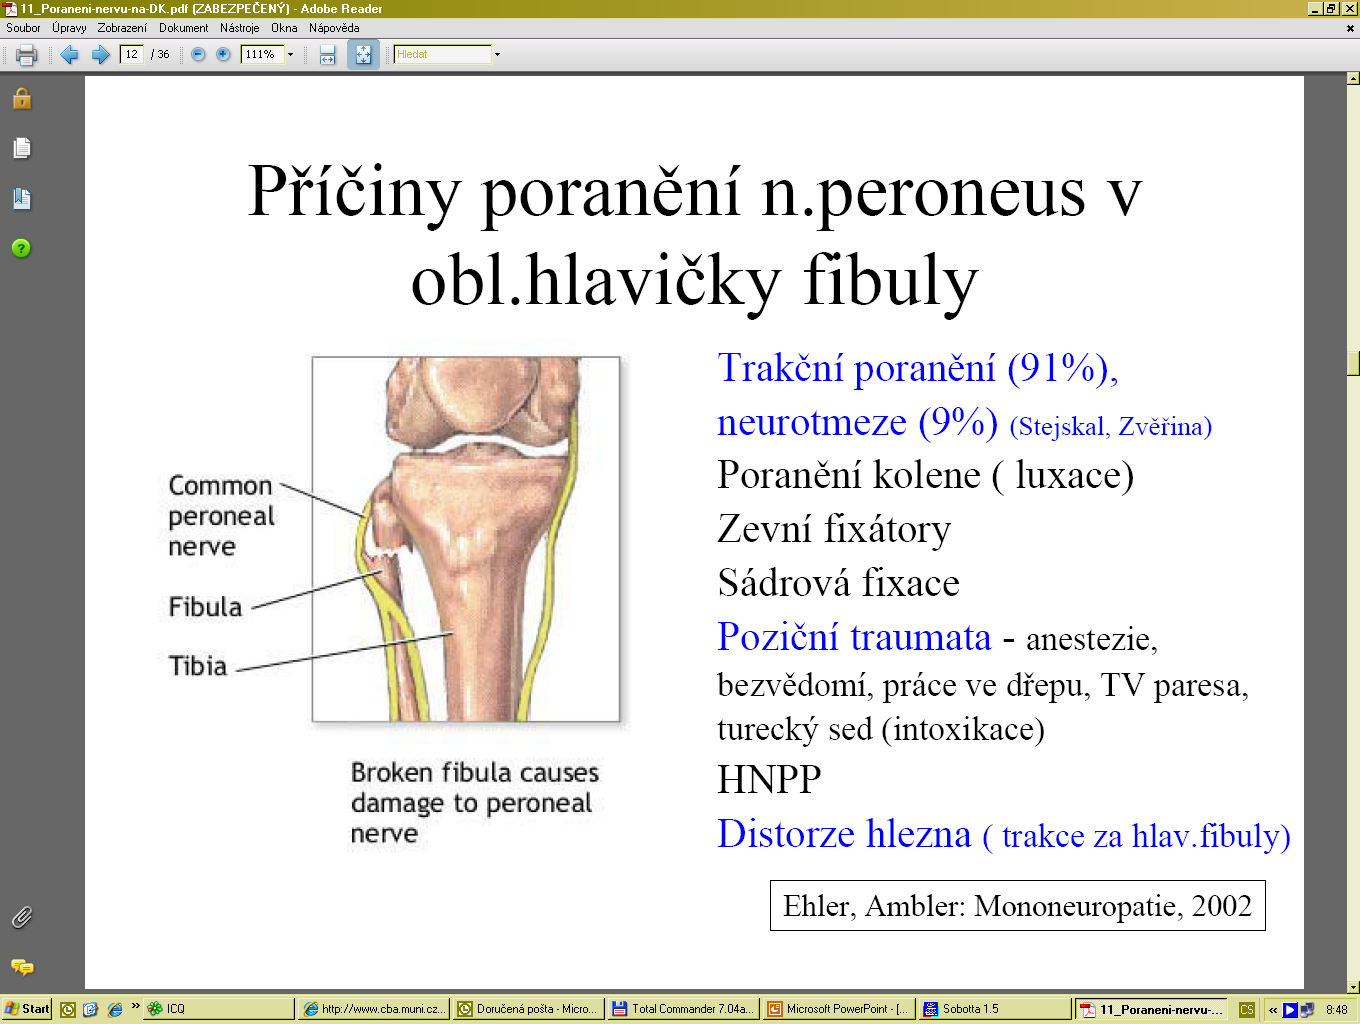 11_Poraneni-nervu-na-DK.pdf (ZABEZPEČENÝ) - Adobe Reader
Soubor Úpravy Zobrazení Dokument Nástroje Okna Nápověda
12 / 36 111% Hledat
Příčiny poranění n.peroneus v
obl.hlavičky fibuly
Common
peroneal
nerve
Fibula
Tibia
Broken fibula causes
damage to peroneal
nerve
Trakční poranění (91%),
neurotmeze (9%) (Stejskal, Zvěřina)
Poranění kolene ( luxace)
Zevní fixátory
Sádrová fixace
Poziční traumata - anestezie,
bezvědomí, práce ve dřepu, TV paresa,
turecký sed (intoxikace)
HNPP
Distorze hlezna ( trakce za hlav.fibuly)
Ehler, Ambler: Mononeuropatie, 2002
Start » ICQ http://www.cba.muni.cz... Doručená pošta - Micro... Total Commander 7.04a... Microsoft PowerPoint - [... Sobotta 1.5 11_Poraneni-nervu-... CS « 8:48